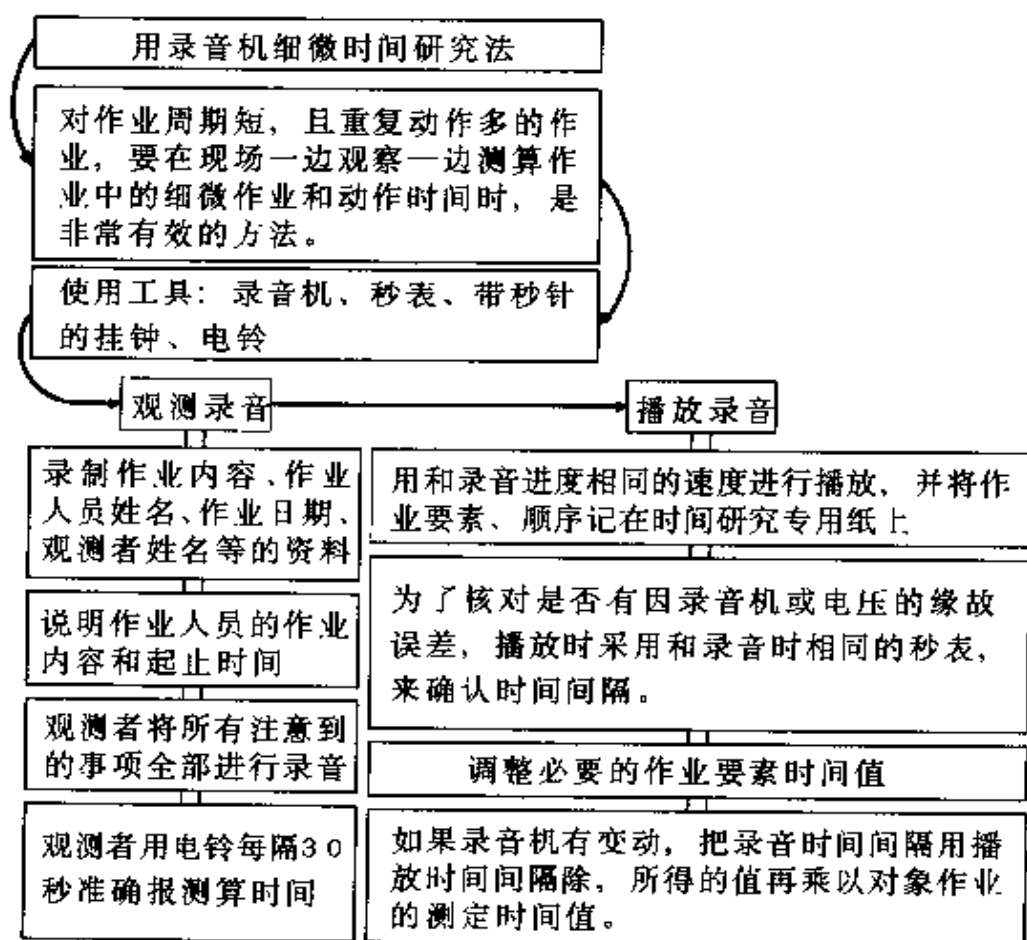 用录音机细微时间研究法
对作业周期短，且重复动作多的作
业，要在现场一边观察一边测算作
业中的细微作业和动作时间时，是
非常有效的方法。
使用工具：录音机、秒表、带秒针
的挂钟、电铃
观测录音
录制作业内容、作业
人员姓名、作业日期、
观测者姓名等的资料
说明作业人员的作业
内容和起止时间
观测者将所有注意到
的事项全部进行录音
观测者用电铃每隔30
秒准确报测算时间
播放录音
用和录音进度相同的速度进行播放，并将作
业要素、顺序记在时间研究专用纸上
为了核对是否有因录音机或电压的缘故
误差，播放时采用和录音时相同的秒表，
来确认时间间隔。
调整必要的作业要素时间值
如果录音机有变动，把录音时间间隔用播
放时间间隔除，所得的值再乘以对象作业
的测定时间值。